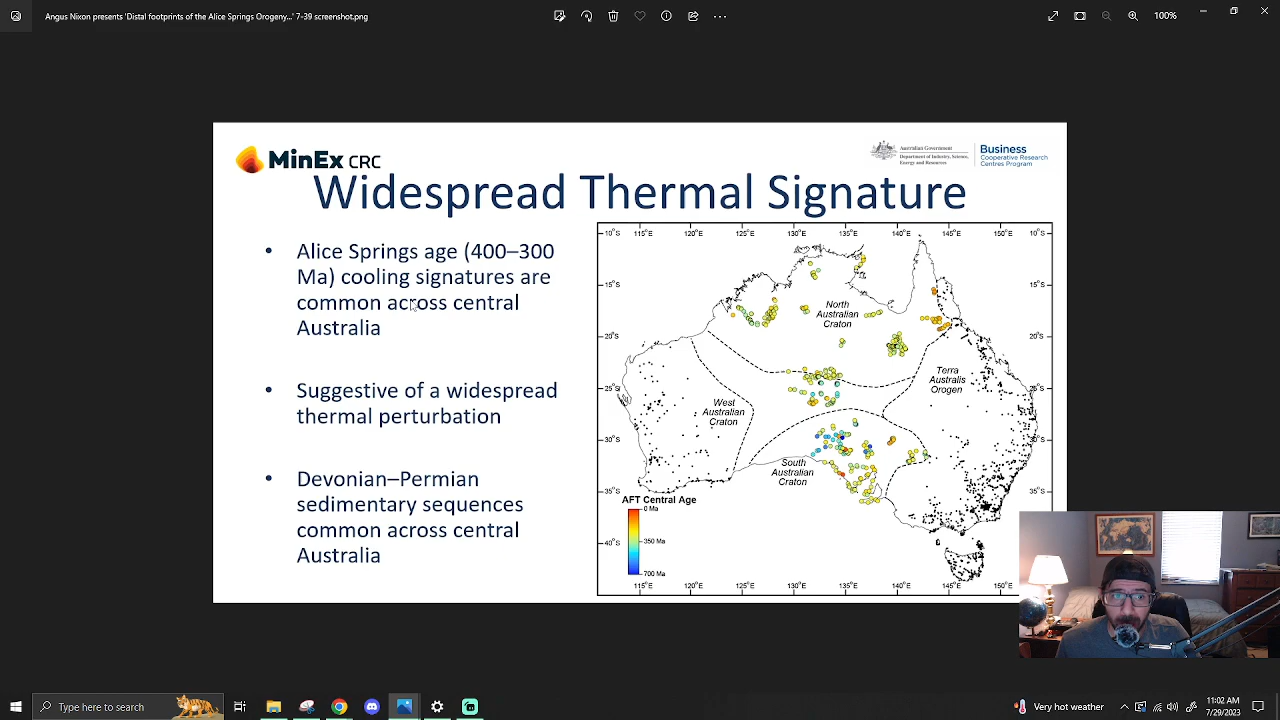 Angus Nixon presents 'Distal footprints of the Alice Springs Orogeny...' 7-39 screenshot.png
100%
MinEx CRC
Australian Government
Department of Industry, Science,
Energy and Resources
Business
Cooperative Research
Centres Program
Widespread Thermal Signature
• Alice Springs age (400–300
Ma) cooling signatures are
common across central
Australia
• Suggestive of a widespread
thermal perturbation
• Devonian–Permian
sedimentary sequences
common across central
Australia
10°S 115°E 120°E 125°E 130°E 135°E 140°E 145°E 150°E 10°S
15°S 15°S
20°S 20°S
25°S 25°S
30°S 30°S
35°S 35°S
40°S
North
Australian
Craton
Terra
Australis
Orogen
West
Australian
Craton
South
Australian
Craton
AFT Central Age
0 Ma
350 Ma
700 Ma
115°E 120°E 125°E 130°E 135°E 140°E 145°E 150°E
Type here to search
Very hot weather
11:02 AM
7/29/2023